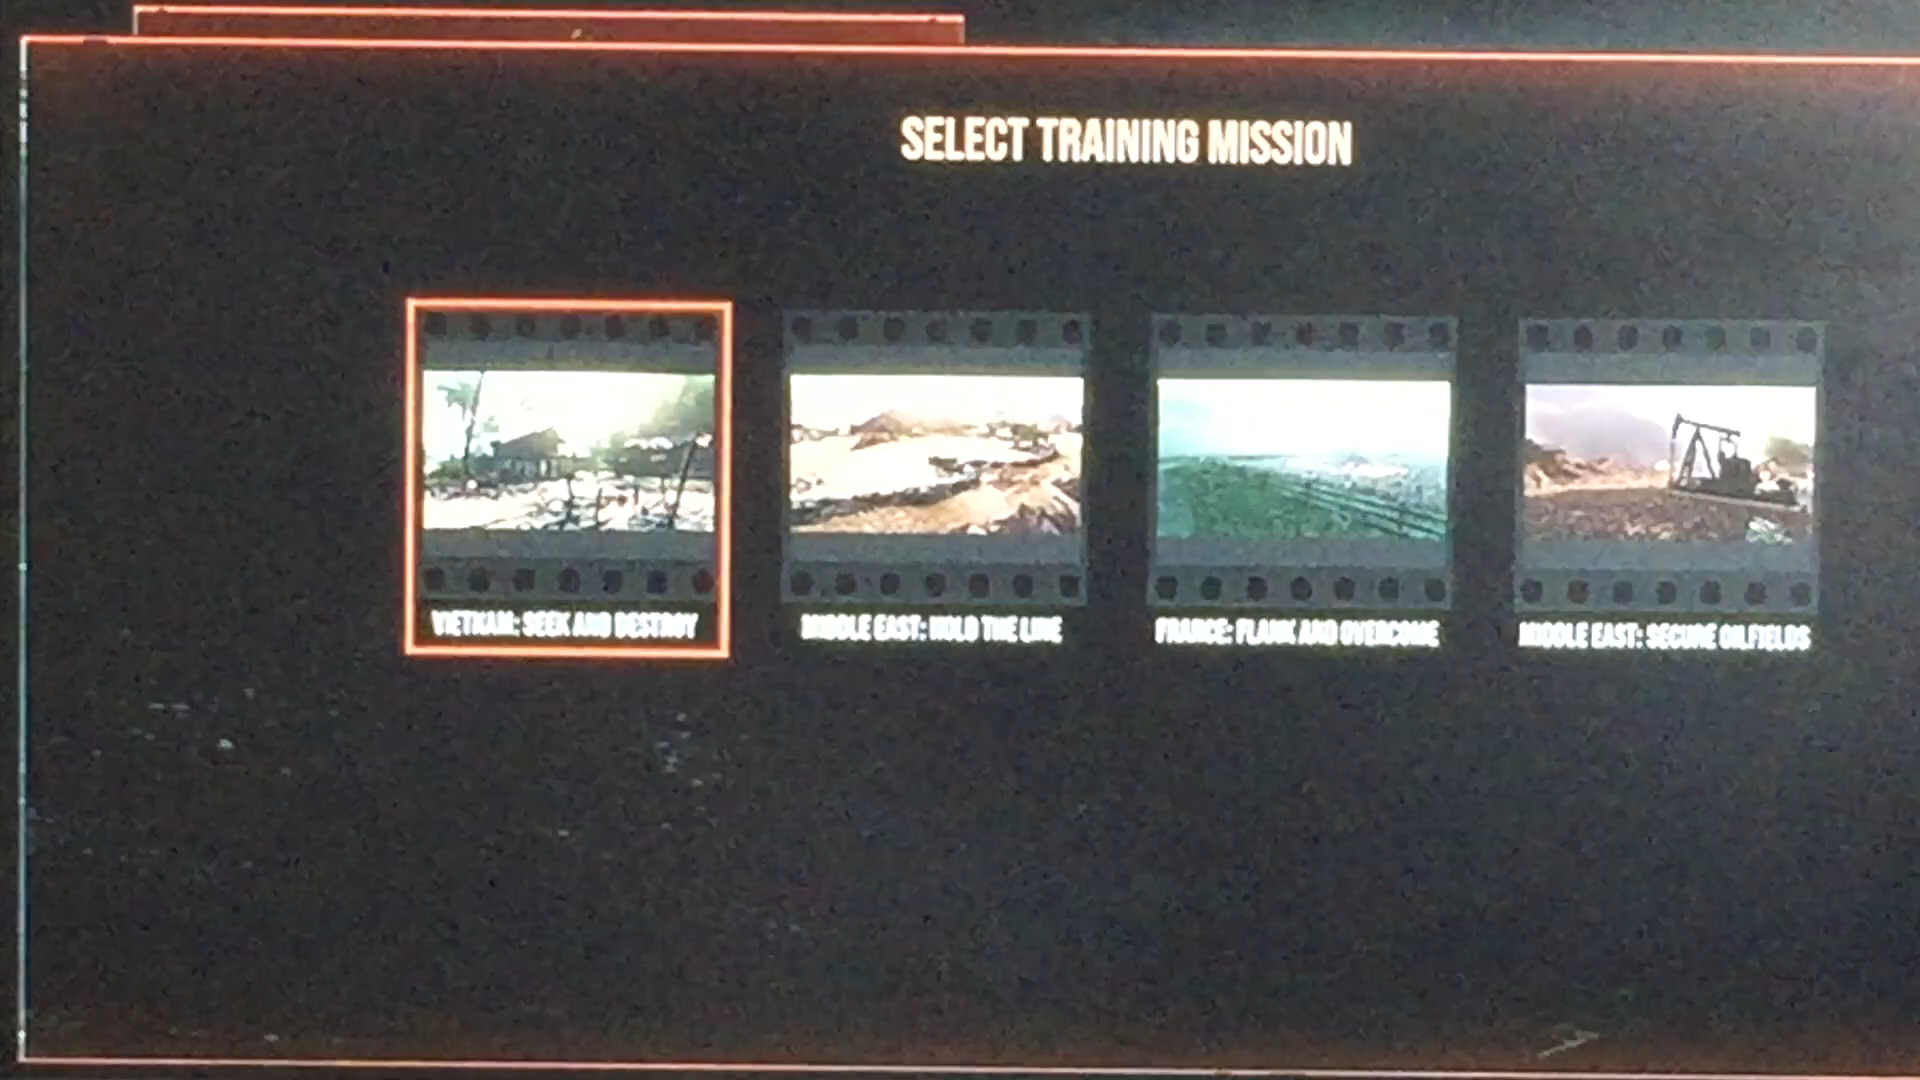 SELECT TRAINING MISSION
VIETNAM: SEEK AND DESTROY
MIDDLE EAST: HOLD THE LINE
FRANCE: FLANK AND OVERCOME
MIDDLE EAST: SECURE OILFIELDS